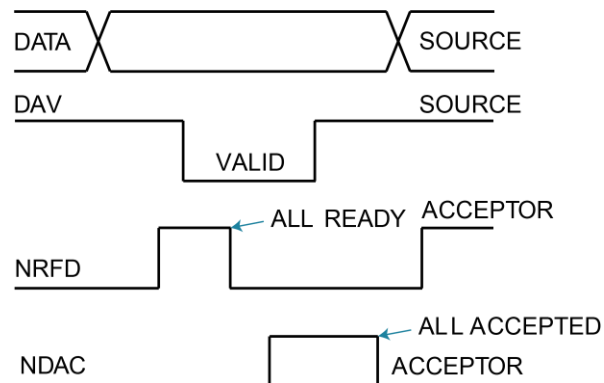 DATA SOURCE
DAV SOURCE
VALID
ALL READY ACCEPTOR
NRFD
ALL ACCEPTED
NDAC ACCEPTOR